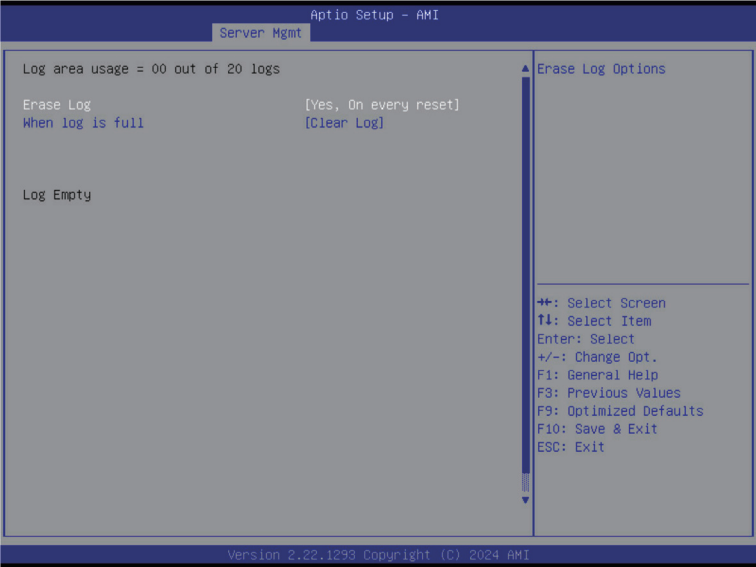 Aptio Setup – AMI
Server Mgmt
Log area usage = 00 out of 20 logs
Erase Log [Yes, On every reset]
When log is full [Clear Log]
Log Empty
Erase Log Options
→←: Select Screen
↑↓: Select Item
Enter: Select
+/-: Change Opt.
F1: General Help
F3: Previous Values
F9: Optimized Defaults
F10: Save & Exit
ESC: Exit
Version 2.22.1293 Copyright (C) 2024 AMI